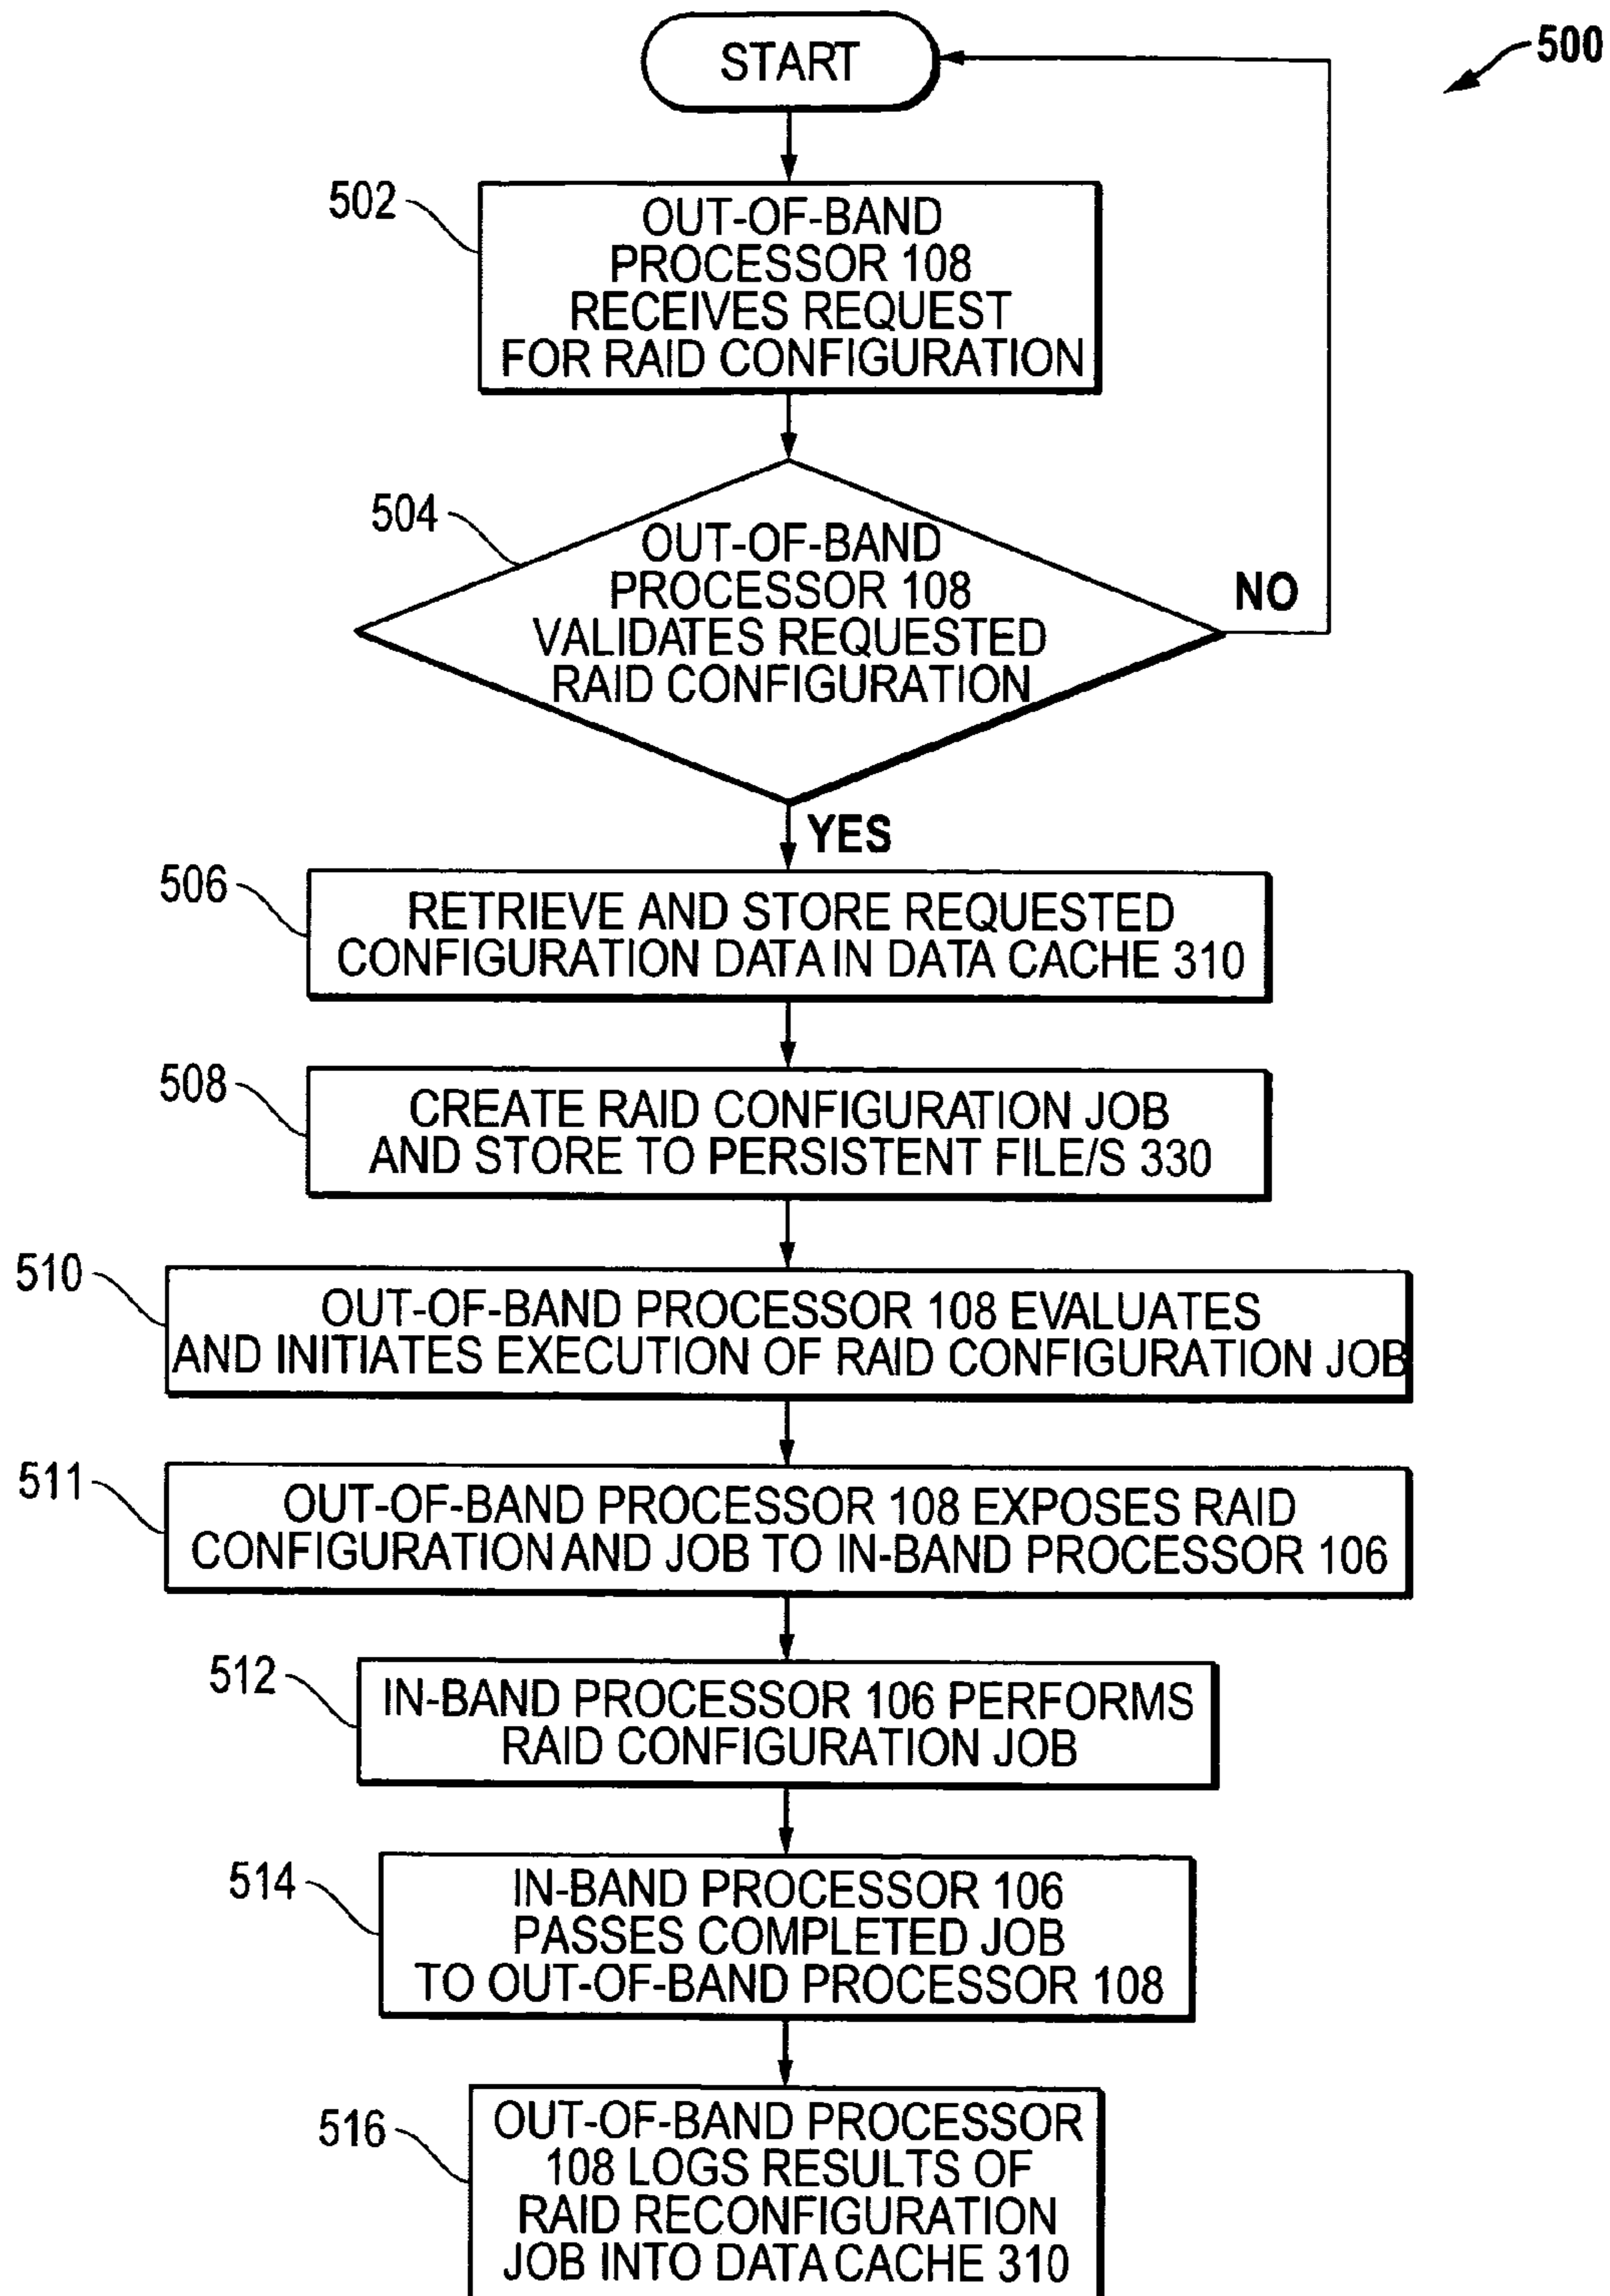 START
500
502
OUT-OF-BAND
PROCESSOR 108
RECEIVES REQUEST
FOR RAID CONFIGURATION
504
OUT-OF-BAND
PROCESSOR 108
VALIDATES REQUESTED
RAID CONFIGURATION
NO
YES
506
RETRIEVE AND STORE REQUESTED
CONFIGURATION DATA IN DATA CACHE 310
508
CREATE RAID CONFIGURATION JOB
AND STORE TO PERSISTENT FILE/S 330
510
OUT-OF-BAND PROCESSOR 108 EVALUATES
AND INITIATES EXECUTION OF RAID CONFIGURATION JOB
511
OUT-OF-BAND PROCESSOR 108 EXPOSES RAID
CONFIGURATION AND JOB TO IN-BAND PROCESSOR 106
512
IN-BAND PROCESSOR 106 PERFORMS
RAID CONFIGURATION JOB
514
IN-BAND PROCESSOR 106
PASSES COMPLETED JOB
TO OUT-OF-BAND PROCESSOR 108
516
OUT-OF-BAND PROCESSOR
108 LOGS RESULTS OF
RAID RECONFIGURATION
JOB INTO DATA CACHE 310